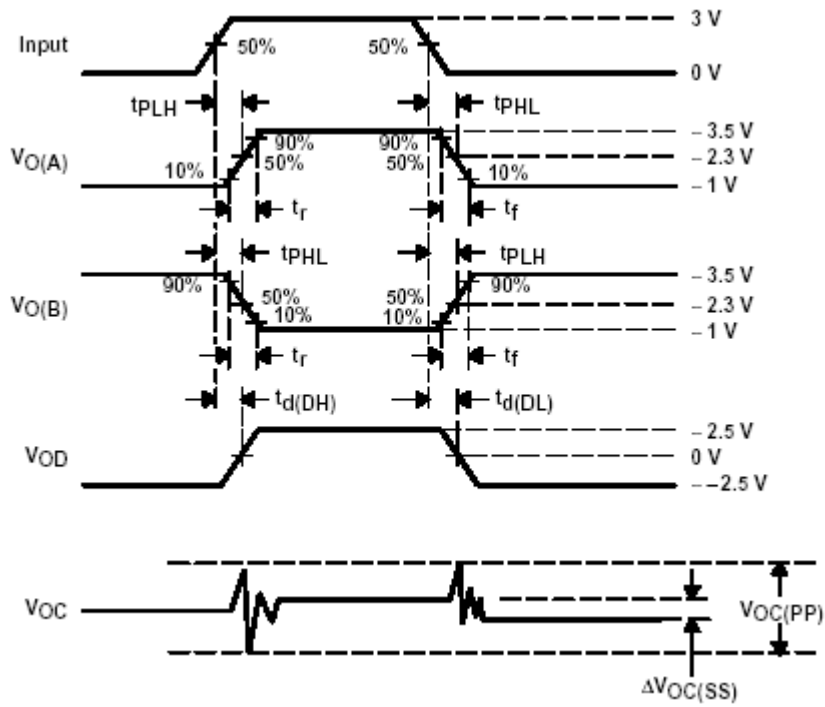 3 V
Input 50% 50%
0 V
tPLH tPHL
– 3.5 V
90% 90%
VO(A) 50% 50% – 2.3 V
10% 10%
– 1 V
tr tf
tPHL tPLH
– 3.5 V
90% 90%
VO(B) 50% 50% – 2.3 V
10% 10%
– 1 V
tr tf
td(DH) td(DL)
– 2.5 V
VOD 0 V
– –2.5 V
VOC VOC(PP)
ΔVOC(SS)